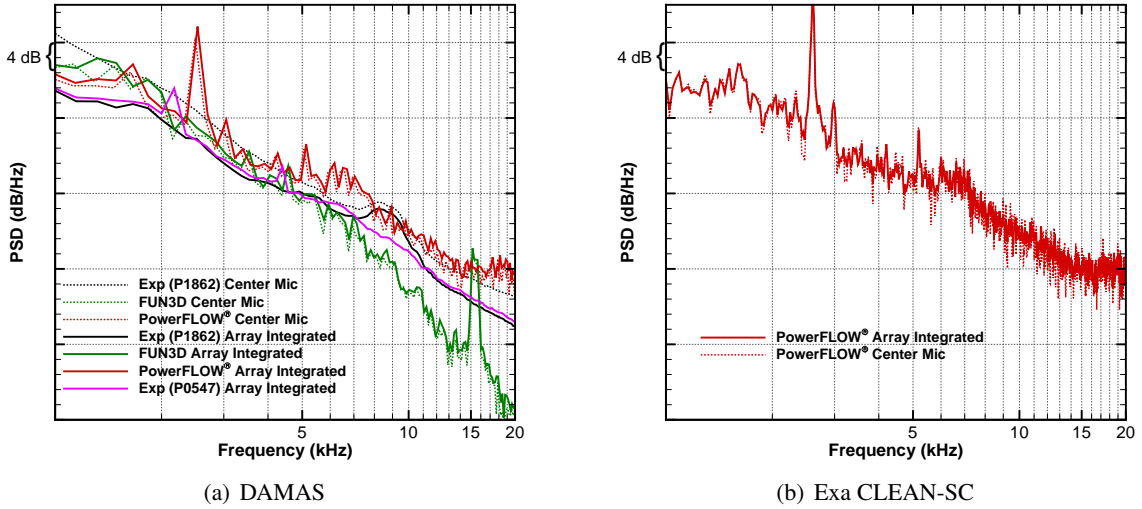 4 dB {
PSD (dB/Hz)
Exp (P1862) Center Mic
FUN3D Center Mic
PowerFLOW® Center Mic
Exp (P1862) Array Integrated
FUN3D Array Integrated
PowerFLOW® Array Integrated
Exp (P0547) Array Integrated
5 10 15 20
Frequency (kHz)
(a) DAMAS
4 dB {
PSD (dB/Hz)
PowerFLOW® Array Integrated
PowerFLOW® Center Mic
5 10 15 20
Frequency (kHz)
(b) Exa CLEAN-SC